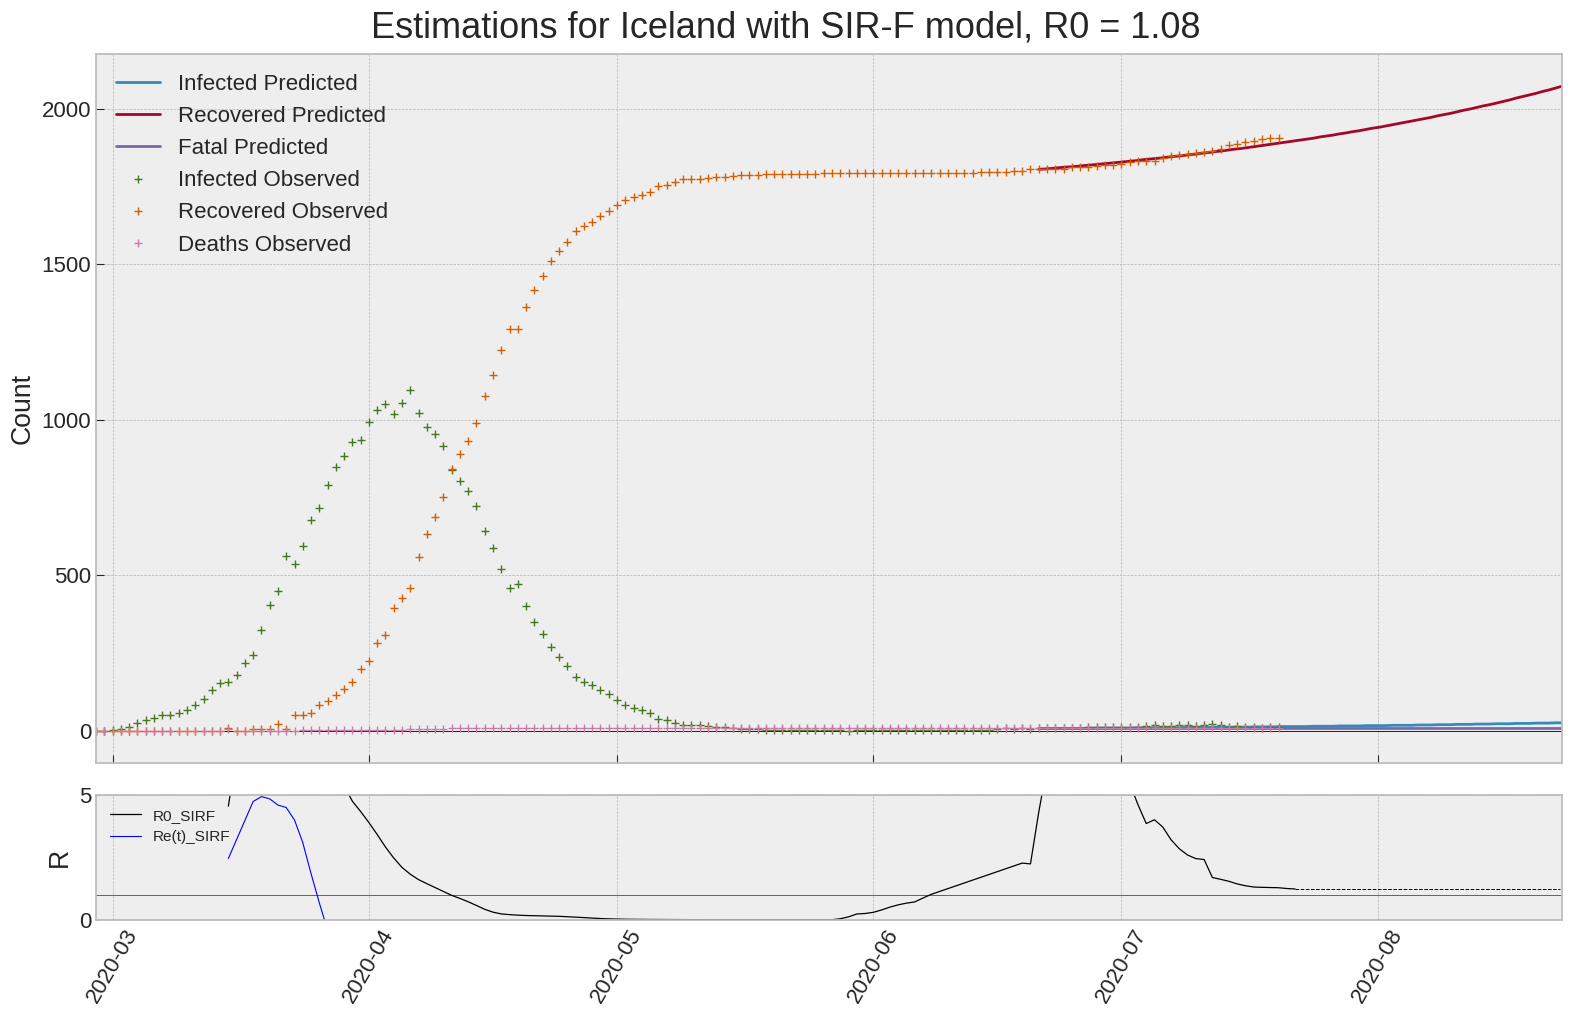 Estimations for Iceland with SIR-F model, R0 = 1.08
Infected Predicted
Recovered Predicted
Fatal Predicted
Infected Observed
Recovered Observed
Deaths Observed
2000
1500
1000
500
0
Count
5
0
R
R0_SIRF
Re(t)_SIRF
2020-03
2020-04
2020-05
2020-06
2020-07
2020-08